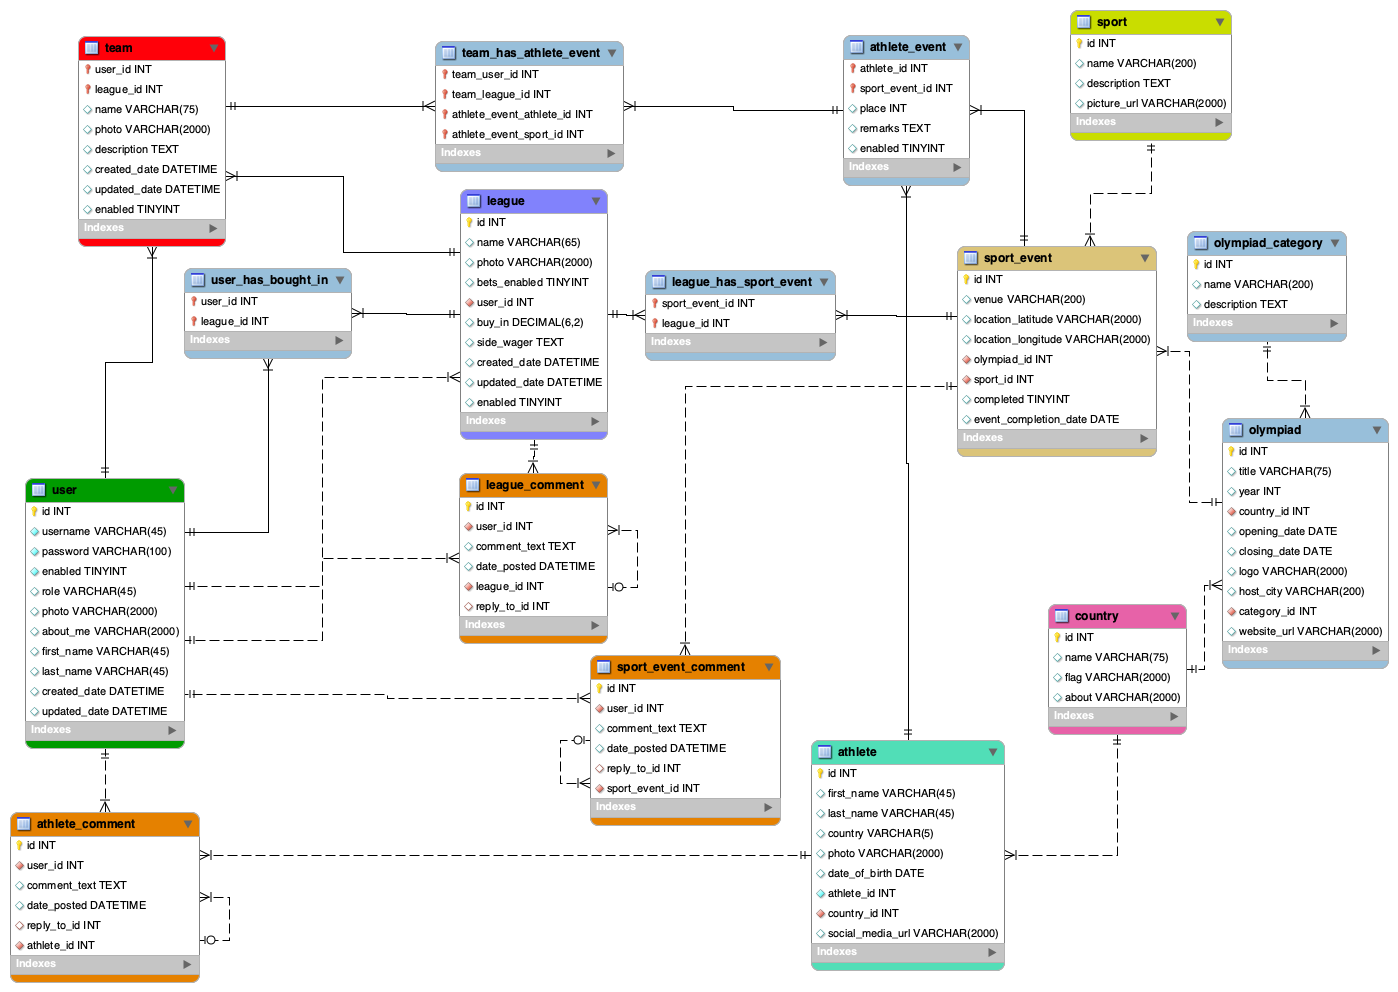 team
user_id INT
league_id INT
name VARCHAR(75)
photo VARCHAR(2000)
description TEXT
created_date DATETIME
updated_date DATETIME
enabled TINYINT
Indexes
team_has_athlete_event
team_user_id INT
team_league_id INT
athlete_event_athlete_id INT
athlete_event_sport_id INT
Indexes
athlete_event
athlete_id INT
sport_event_id INT
place INT
remarks TEXT
enabled TINYINT
Indexes
sport
id INT
name VARCHAR(200)
description TEXT
picture_url VARCHAR(2000)
Indexes
league
id INT
name VARCHAR(65)
photo VARCHAR(2000)
bets_enabled TINYINT
user_id INT
buy_in DECIMAL(6,2)
side_wager TEXT
created_date DATETIME
updated_date DATETIME
enabled TINYINT
Indexes
user_has_bought_in
user_id INT
league_id INT
Indexes
league_has_sport_event
sport_event_id INT
league_id INT
Indexes
sport_event
id INT
venue VARCHAR(200)
location_latitude VARCHAR(2000)
location_longitude VARCHAR(2000)
olympiad_id INT
sport_id INT
completed TINYINT
event_completion_date DATE
Indexes
olympiad_category
id INT
name VARCHAR(200)
description TEXT
Indexes
olympiad
id INT
title VARCHAR(75)
year INT
country_id INT
opening_date DATE
closing_date DATE
logo VARCHAR(2000)
host_city VARCHAR(200)
category_id INT
website_url VARCHAR(2000)
Indexes
user
id INT
username VARCHAR(45)
password VARCHAR(100)
enabled TINYINT
role VARCHAR(45)
photo VARCHAR(2000)
about_me VARCHAR(2000)
first_name VARCHAR(45)
last_name VARCHAR(45)
created_date DATETIME
updated_date DATETIME
Indexes
league_comment
id INT
user_id INT
comment_text TEXT
date_posted DATETIME
league_id INT
reply_to_id INT
Indexes
sport_event_comment
id INT
user_id INT
comment_text TEXT
date_posted DATETIME
reply_to_id INT
sport_event_id INT
Indexes
country
id INT
name VARCHAR(75)
flag VARCHAR(2000)
about VARCHAR(2000)
Indexes
athlete
id INT
first_name VARCHAR(45)
last_name VARCHAR(45)
country VARCHAR(5)
photo VARCHAR(2000)
date_of_birth DATE
athlete_id INT
country_id INT
social_media_url VARCHAR(2000)
Indexes
athlete_comment
id INT
user_id INT
comment_text TEXT
date_posted DATETIME
reply_to_id INT
athlete_id INT
Indexes